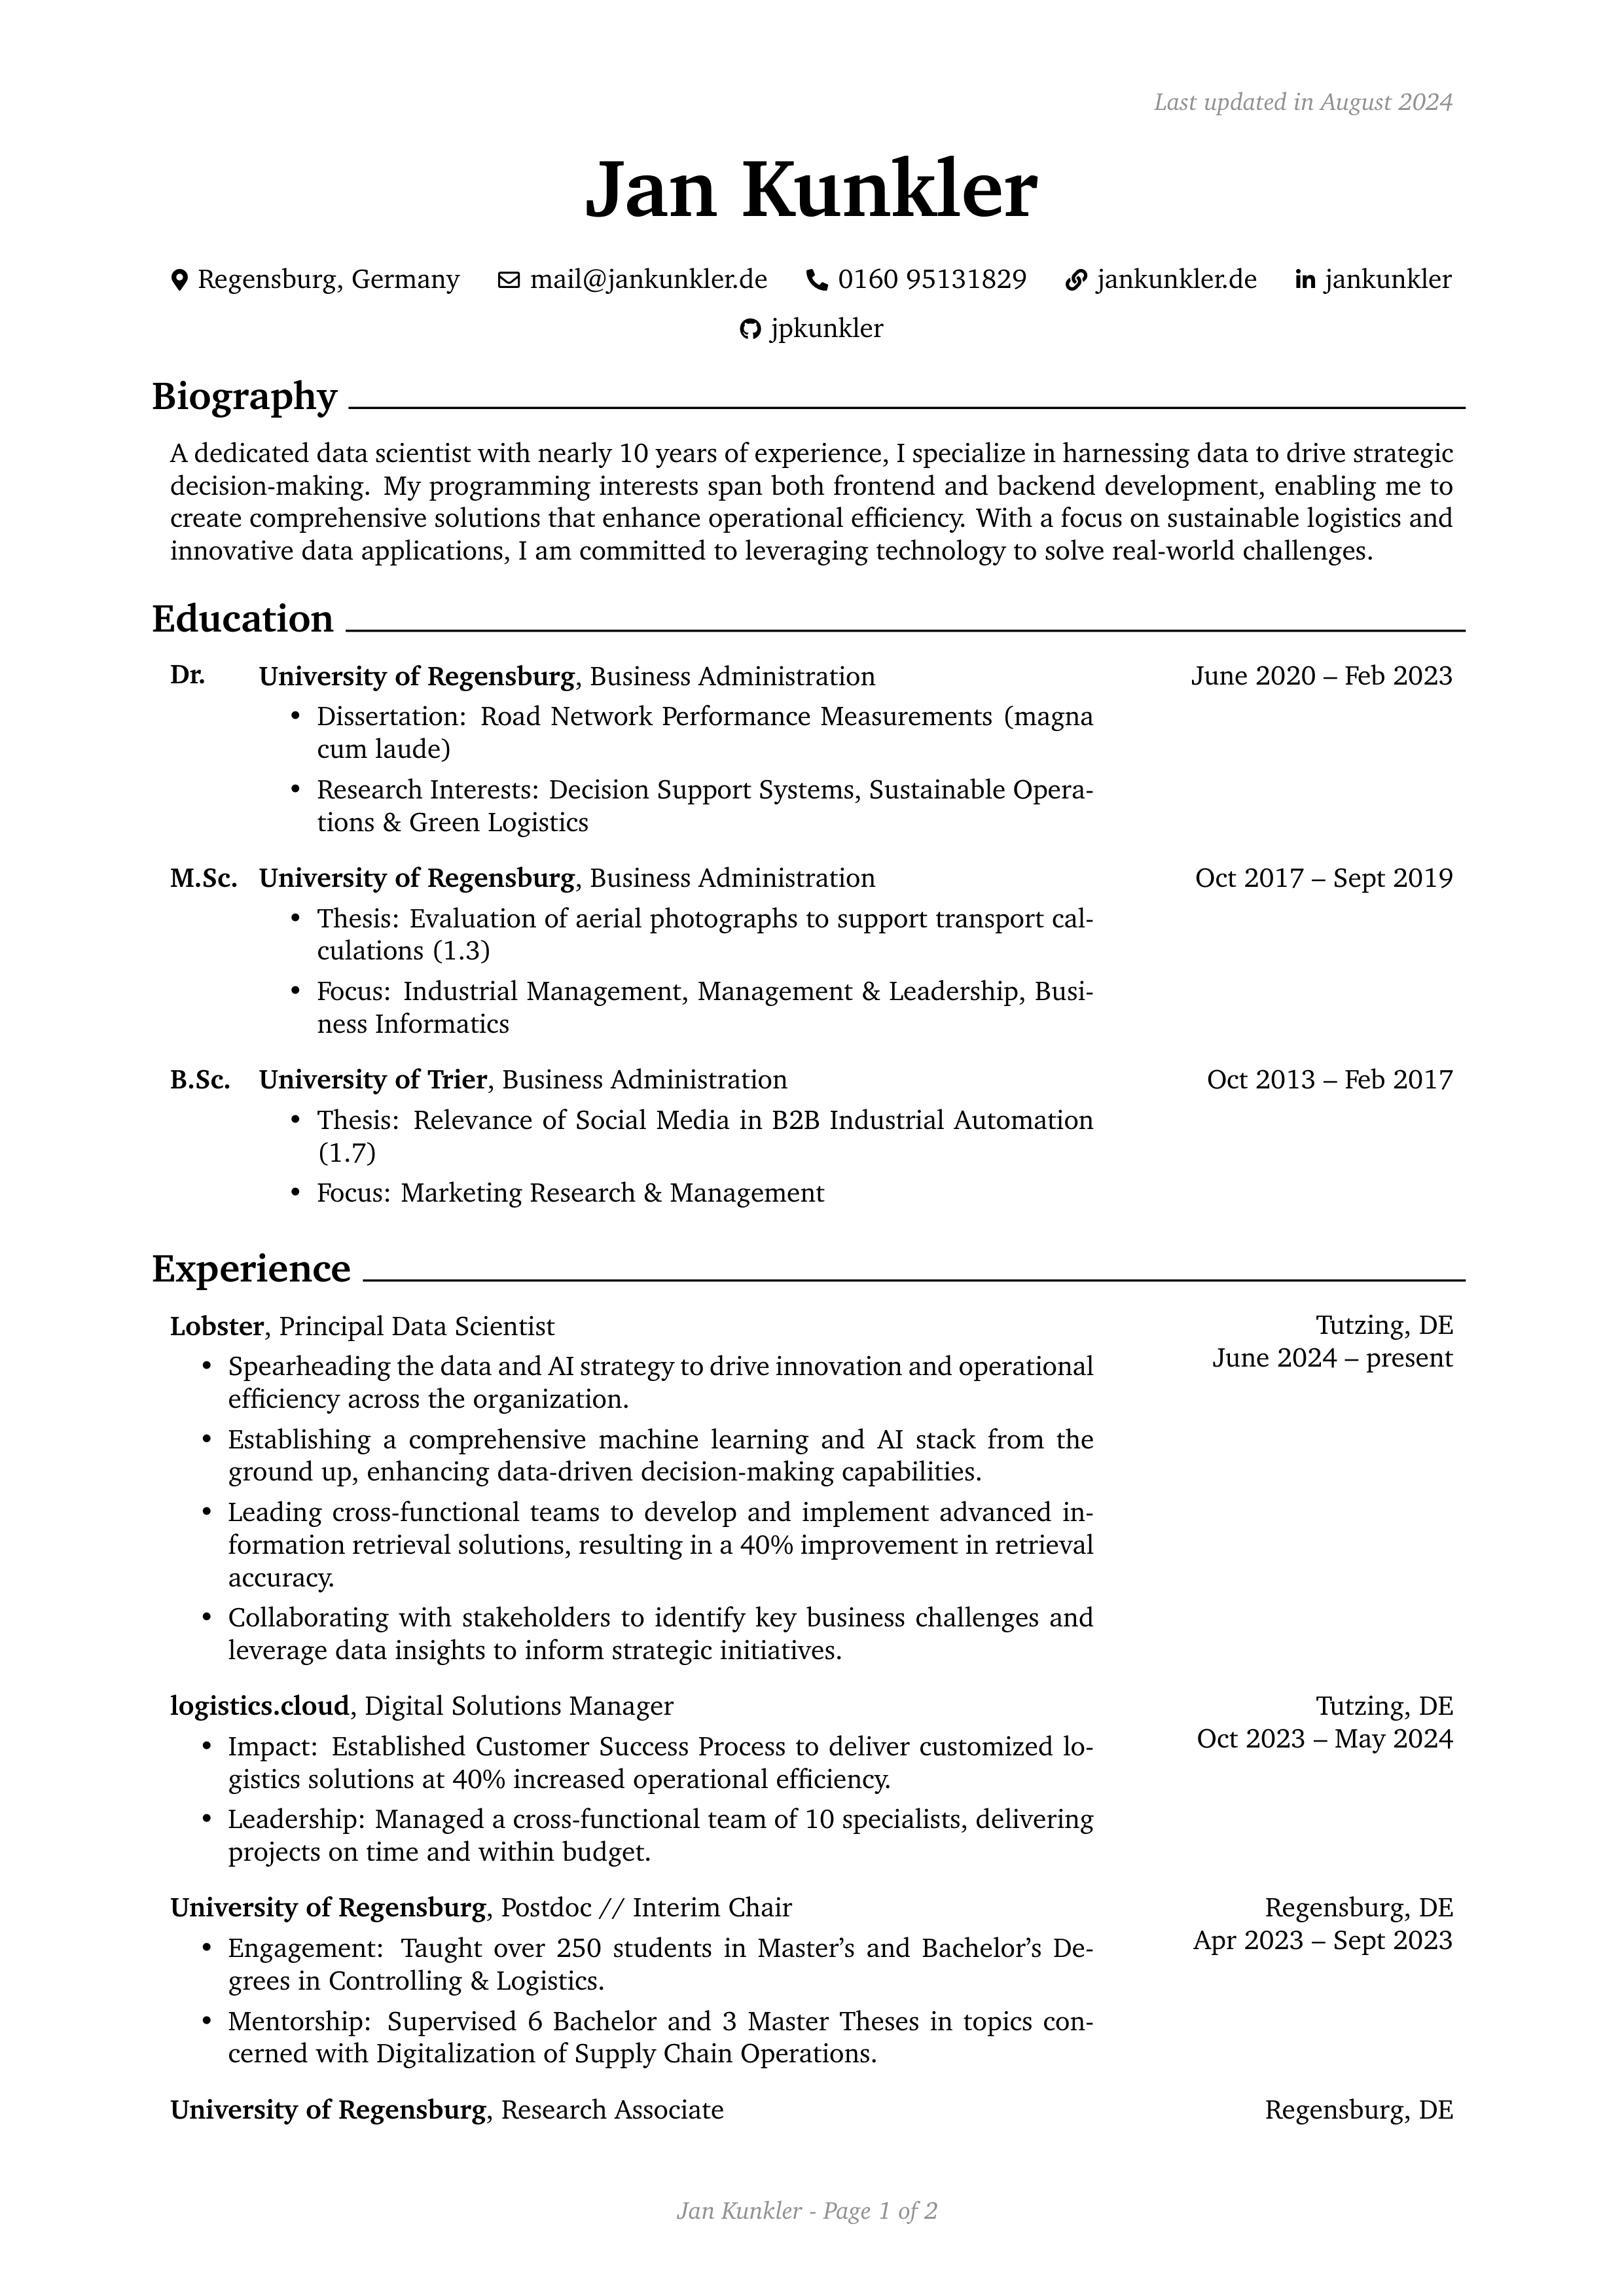 Last updated in August 2024
Jan Kunkler
Regensburg, Germany mail@jankunkler.de 0160 95131829 jankunkler.de jankunkler
jpkunkler
Biography
A dedicated data scientist with nearly 10 years of experience, I specialize in harnessing data to drive strategic
decision-making. My programming interests span both frontend and backend development, enabling me to
create comprehensive solutions that enhance operational efficiency. With a focus on sustainable logistics and
innovative data applications, I am committed to leveraging technology to solve real-world challenges.
Education
Dr. University of Regensburg, Business Administration June 2020 – Feb 2023
• Dissertation: Road Network Performance Measurements (magna
cum laude)
• Research Interests: Decision Support Systems, Sustainable Opera-
tions & Green Logistics
M.Sc. University of Regensburg, Business Administration Oct 2017 – Sept 2019
• Thesis: Evaluation of aerial photographs to support transport cal-
culations (1.3)
• Focus: Industrial Management, Management & Leadership, Busi-
ness Informatics
B.Sc. University of Trier, Business Administration Oct 2013 – Feb 2017
• Thesis: Relevance of Social Media in B2B Industrial Automation
(1.7)
• Focus: Marketing Research & Management
Experience
Lobster, Principal Data Scientist Tutzing, DE
June 2024 – present
• Spearheading the data and AI strategy to drive innovation and operational
efficiency across the organization.
• Establishing a comprehensive machine learning and AI stack from the
ground up, enhancing data-driven decision-making capabilities.
• Leading cross-functional teams to develop and implement advanced in-
formation retrieval solutions, resulting in a 40% improvement in retrieval
accuracy.
• Collaborating with stakeholders to identify key business challenges and
leverage data insights to inform strategic initiatives.
logistics.cloud, Digital Solutions Manager Tutzing, DE
Oct 2023 – May 2024
• Impact: Established Customer Success Process to deliver customized lo-
gistics solutions at 40% increased operational efficiency.
• Leadership: Managed a cross-functional team of 10 specialists, delivering
projects on time and within budget.
University of Regensburg, Postdoc // Interim Chair Regensburg, DE
Apr 2023 – Sept 2023
• Engagement: Taught over 250 students in Master's and Bachelor's De-
grees in Controlling & Logistics.
• Mentorship: Supervised 6 Bachelor and 3 Master Theses in topics con-
cerned with Digitalization of Supply Chain Operations.
University of Regensburg, Research Associate Regensburg, DE
Jan Kunkler - Page 1 of 2